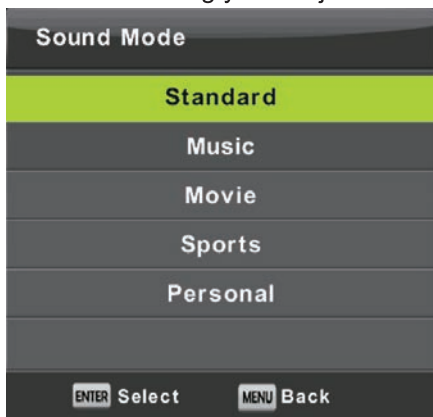 Sound Mode
Standard
Music
Movie
Sports
Personal
ENTER Select MENU Back